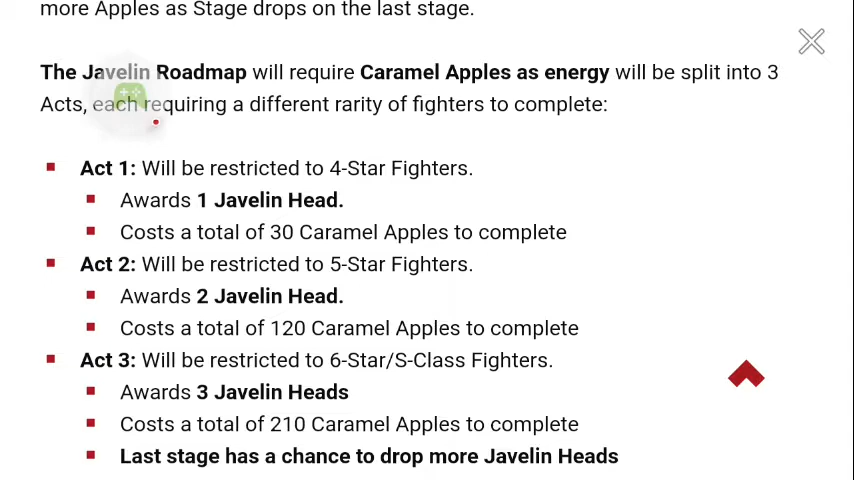 more Apples as Stage drops on the last stage.
The Javelin Roadmap will require Caramel Apples as energy will be split into 3
Acts, each requiring a different rarity of fighters to complete:
Act 1: Will be restricted to 4-Star Fighters.
Awards 1 Javelin Head.
Costs a total of 30 Caramel Apples to complete
Act 2: Will be restricted to 5-Star Fighters.
Awards 2 Javelin Head.
Costs a total of 120 Caramel Apples to complete
Act 3: Will be restricted to 6-Star/S-Class Fighters.
Awards 3 Javelin Heads
Costs a total of 210 Caramel Apples to complete
Last stage has a chance to drop more Javelin Heads